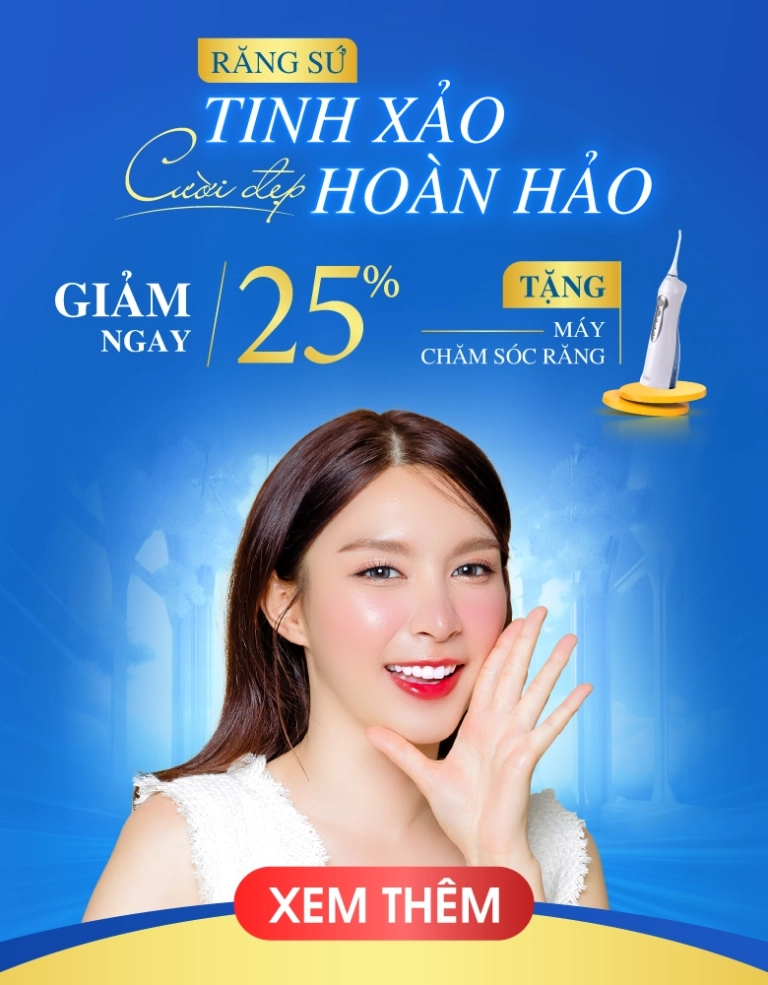 RĂNG SỨ
TINH XẢO
Cười đẹp HOÀN HẢO
GIẢM
NGAY
25%
TẶNG
MÁY
CHĂM SÓC RĂNG
XEM THÊM